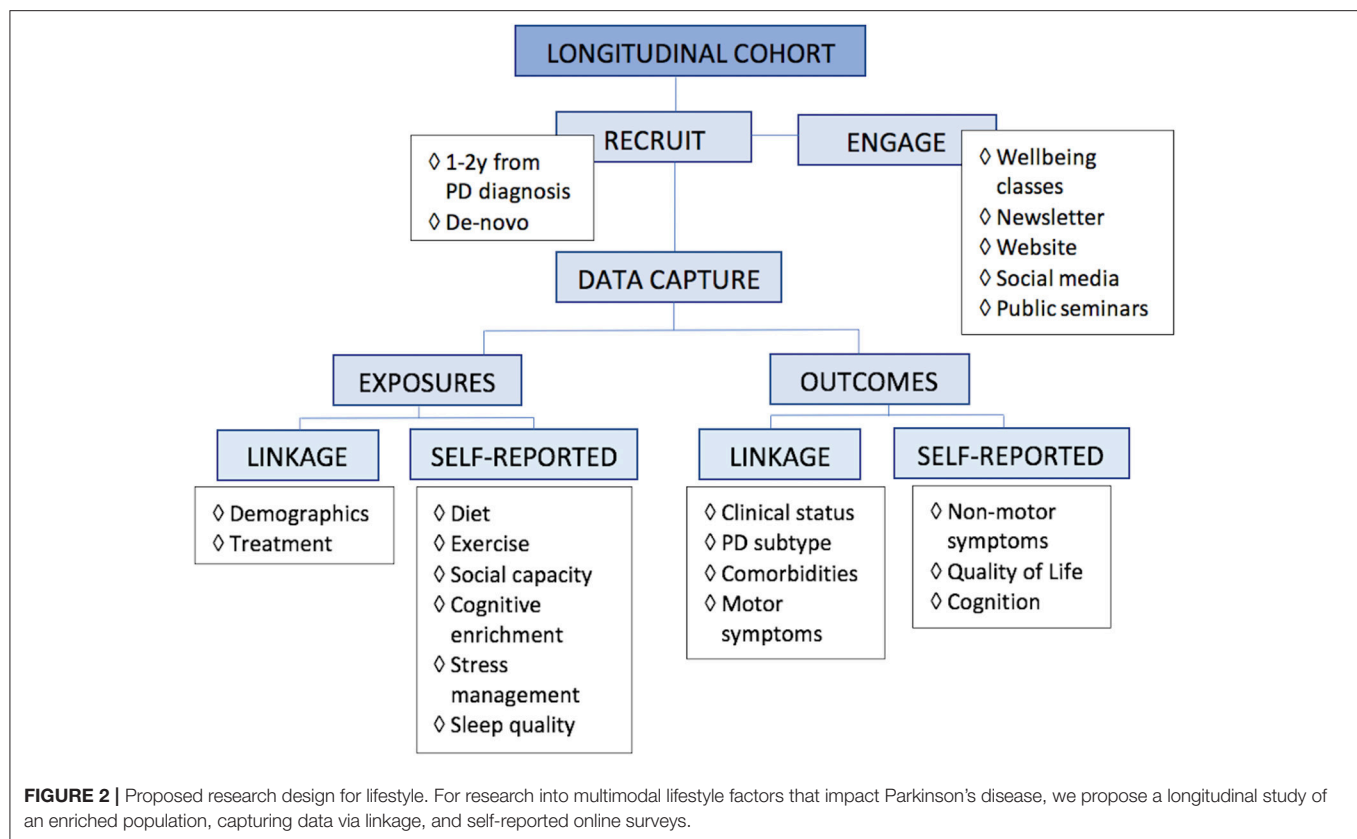 LONGITUDINAL COHORT
RECRUIT
ENGAGE
◊ 1-2y from
PD diagnosis
◊ De-novo
◊ Wellbeing
classes
◊ Newsletter
◊ Website
◊ Social media
◊ Public seminars
DATA CAPTURE
EXPOSURES
OUTCOMES
LINKAGE
SELF-REPORTED
LINKAGE
SELF-REPORTED
◊ Demographics
◊ Treatment
◊ Diet
◊ Exercise
◊ Social capacity
◊ Cognitive
enrichment
◊ Stress
management
◊ Sleep quality
◊ Clinical status
◊ PD subtype
◊ Comorbidities
◊ Motor
symptoms
◊ Non-motor
symptoms
◊ Quality of Life
◊ Cognition
FIGURE 2 | Proposed research design for lifestyle. For research into multimodal lifestyle factors that impact Parkinson's disease, we propose a longitudinal study of
an enriched population, capturing data via linkage, and self-reported online surveys.